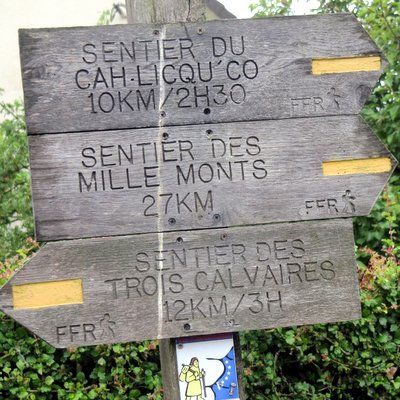 SENTIER DU
CAH·LICQU'CO
10KM/2H30
FFR
SENTIER DES
MILLE MONTS
27KM
FFR
SENTIER DES
TROIS CALVAIRES
12KM/3H
FFR